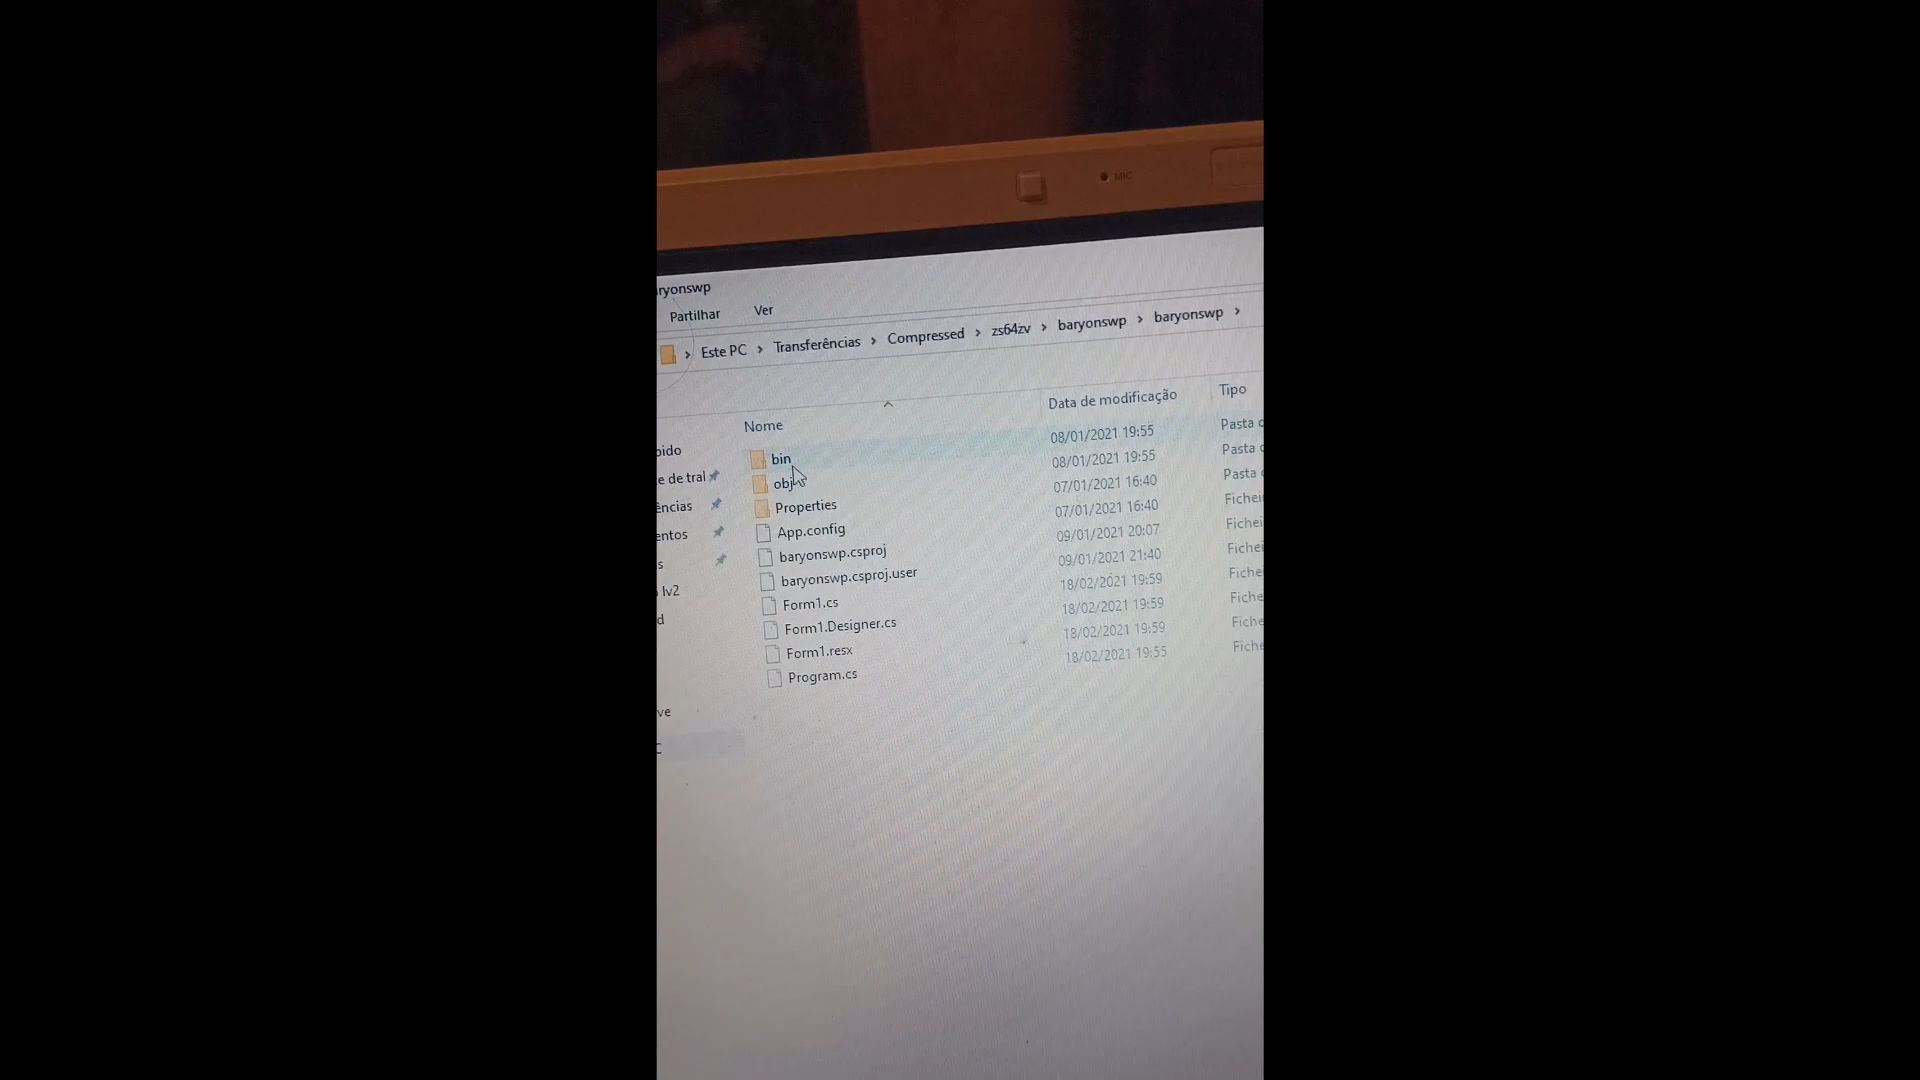 MIC
ryonswp
Partilhar Ver
Este PC > Transferências > Compressed > zs64zv > baryonswp > baryonswp >
Nome Data de modificação Tipo
bin 08/01/2021 19:55 Pasta
obj 08/01/2021 19:55 Pasta
Properties 07/01/2021 16:40 Pasta
App.config 07/01/2021 16:40 Fichei
baryonswp.csproj 09/01/2021 20:07 Fichei
baryonswp.csproj.user 09/01/2021 21:40 Fichei
Form1.cs 18/02/2021 19:59 Fiche
Form1.Designer.cs 18/02/2021 19:59 Fiche
Form1.resx 18/02/2021 19:59 Fiche
Program.cs 18/02/2021 19:55 Fiche
pido
e de tral
ências
entos
s
lv2
d
ve